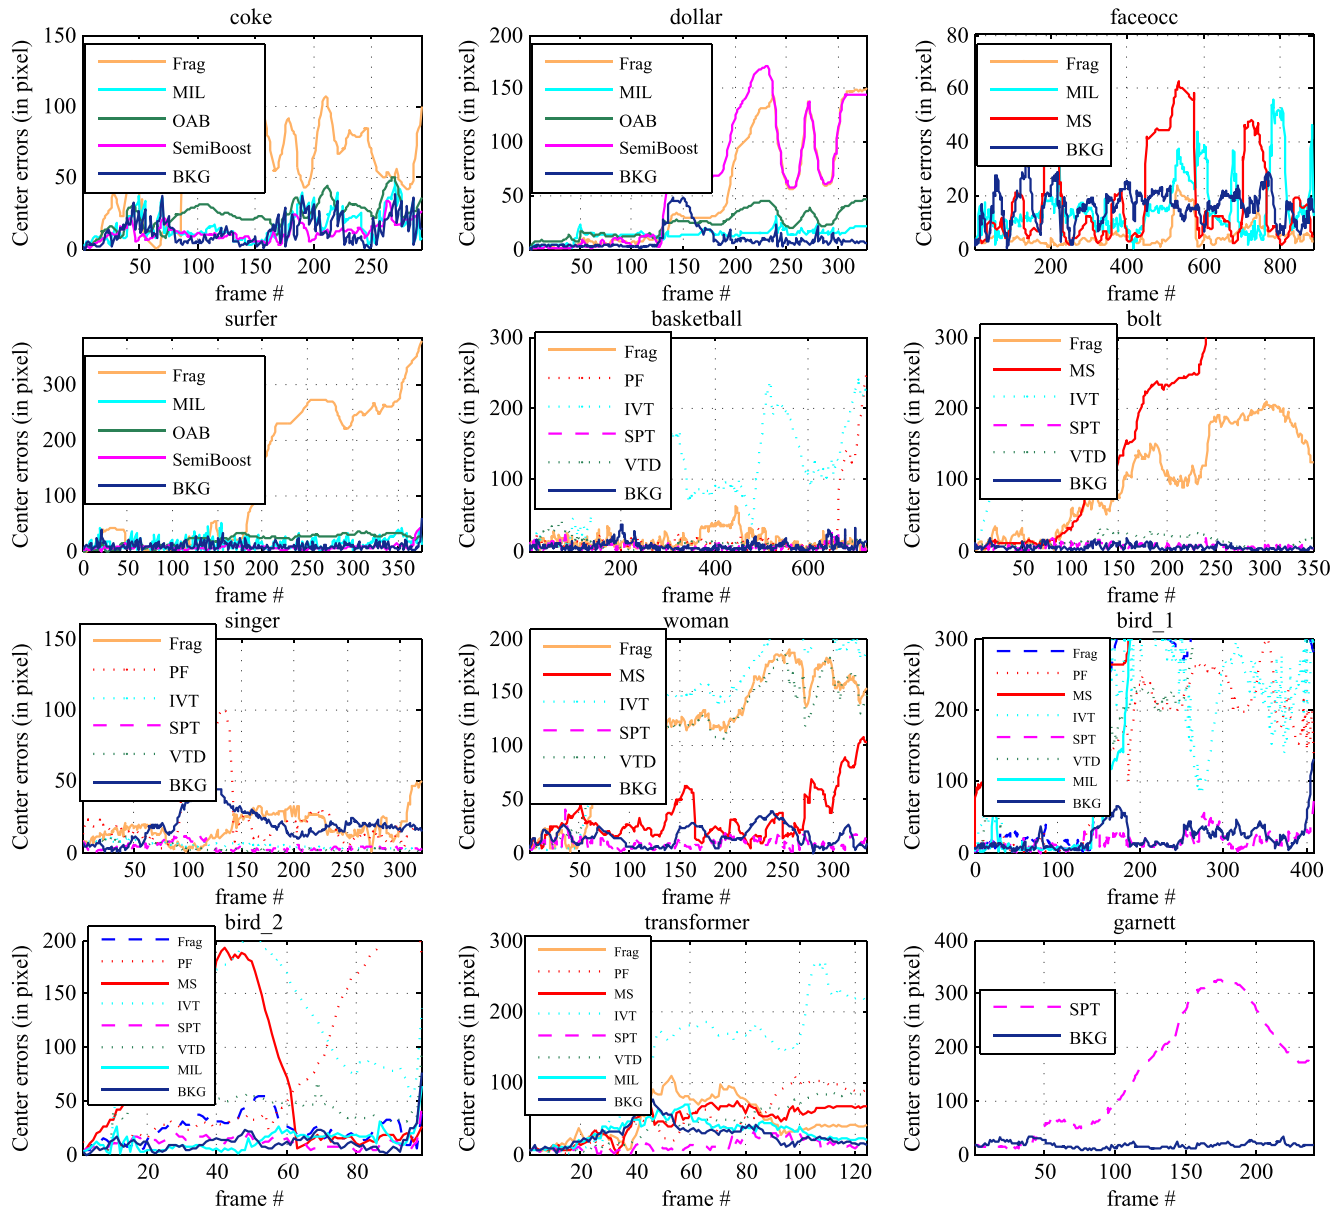 coke
Center errors (in pixel)
150
100
50
0
Frag
MIL
OAB
SemiBoost
BKG
50 100 150 200 250
frame #
dollar
Center errors (in pixel)
200
150
100
50
0
Frag
MIL
OAB
SemiBoost
BKG
50 100 150 200 250 300
frame #
faceocc
Center errors (in pixel)
80
60
40
20
0
Frag
MIL
MS
BKG
200 400 600 800
frame #
surfer
Center errors (in pixel)
300
200
100
0
Frag
MIL
OAB
SemiBoost
BKG
0 50 100 150 200 250 300 350
frame #
basketball
Center errors (in pixel)
300
200
100
0
Frag
PF
IVT
SPT
VTD
BKG
200 400 600
frame #
bolt
Center errors (in pixel)
300
200
100
0
Frag
MS
IVT
SPT
VTD
BKG
50 100 150 200 250 300 350
frame #
singer
Center errors (in pixel)
150
100
50
0
Frag
PF
IVT
SPT
VTD
BKG
50 100 150 200 250 300
frame #
woman
Center errors (in pixel)
200
150
100
50
0
Frag
MS
IVT
SPT
VTD
BKG
50 100 150 200 250 300
frame #
bird_1
Center errors (in pixel)
300
200
100
0
Frag
PF
MS
IVT
SPT
VTD
MIL
BKG
0 100 200 300 400
frame #
bird_2
Center errors (in pixel)
200
150
100
50
0
Frag
PF
MS
IVT
SPT
VTD
MIL
BKG
20 40 60 80
frame #
transformer
Center errors (in pixel)
300
200
100
0
Frag
PF
MS
IVT
SPT
VTD
MIL
BKG
20 40 60 80 100 120
frame #
garnett
Center errors (in pixel)
400
300
200
100
0
SPT
BKG
50 100 150 200
frame #